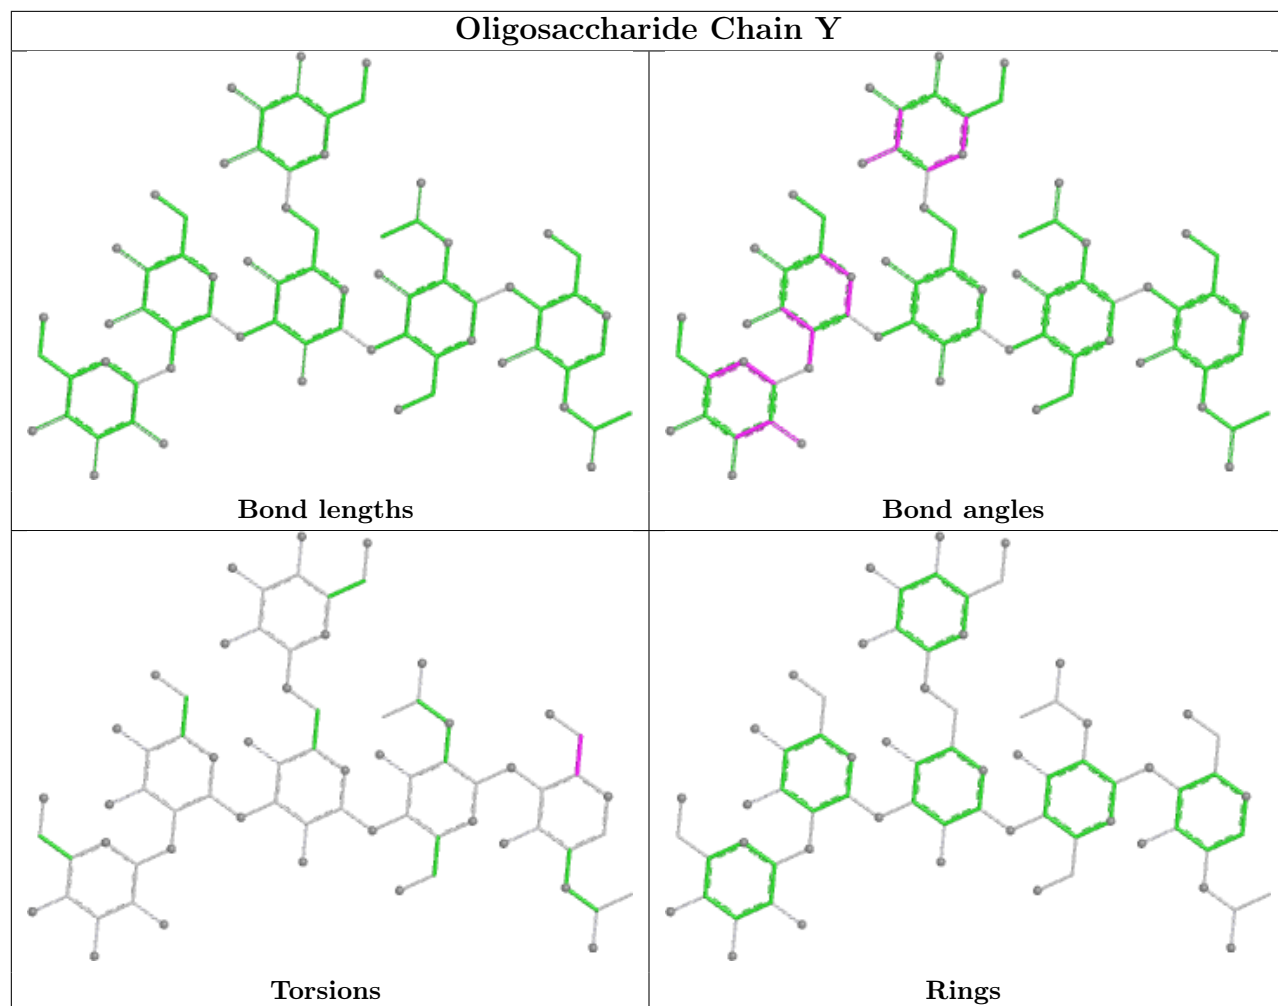 Oligosaccharide Chain Y
Bond lengths
Bond angles
Torsions
Rings